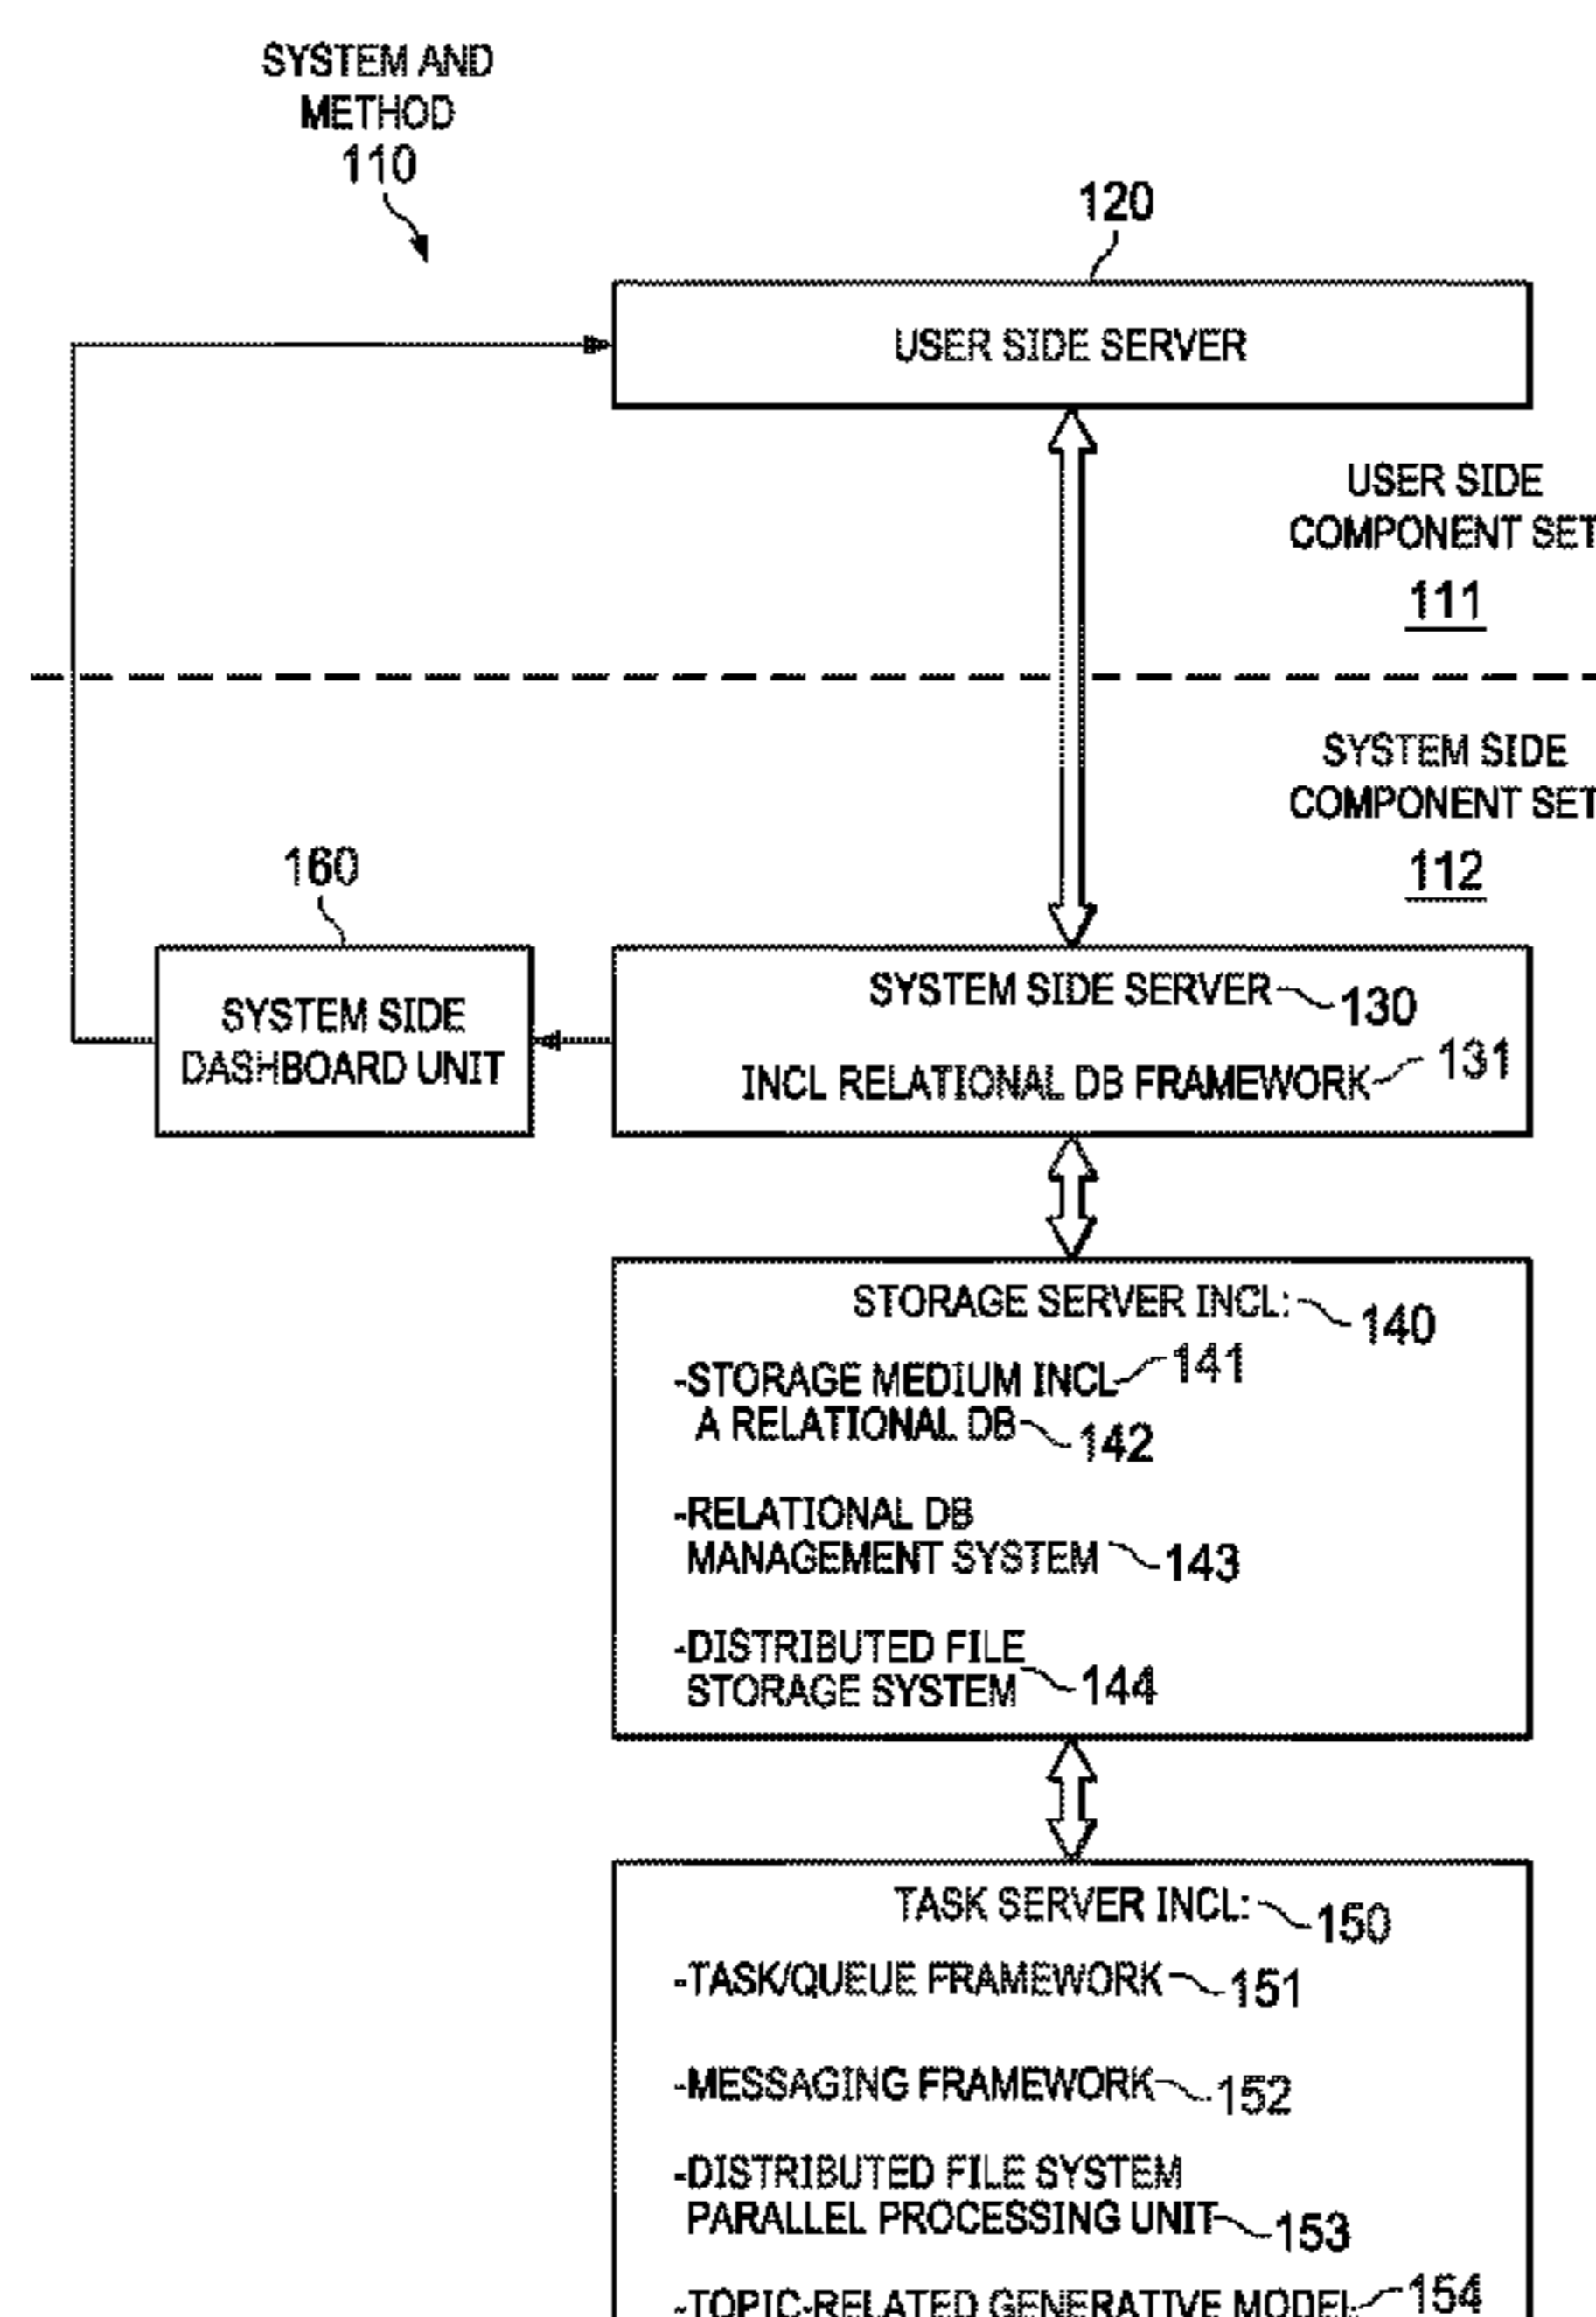 SYSTEM AND
METHOD
110
120
USER SIDE SERVER
USER SIDE
COMPONENT SET
111
SYSTEM SIDE
COMPONENT SET
112
160
SYSTEM SIDE
DASHBOARD UNIT
SYSTEM SIDE SERVER 130
INCL RELATIONAL DB FRAMEWORK 131
STORAGE SERVER INCL: 140
-STORAGE MEDIUM INCL 141
A RELATIONAL DB 142
-RELATIONAL DB
MANAGEMENT SYSTEM 143
-DISTRIBUTED FILE
STORAGE SYSTEM 144
TASK SERVER INCL: 150
-TASK/QUEUE FRAMEWORK 151
-MESSAGING FRAMEWORK 152
-DISTRIBUTED FILE SYSTEM
PARALLEL PROCESSING UNIT 153
-TOPIC-RELATED GENERATIVE MODEL 154